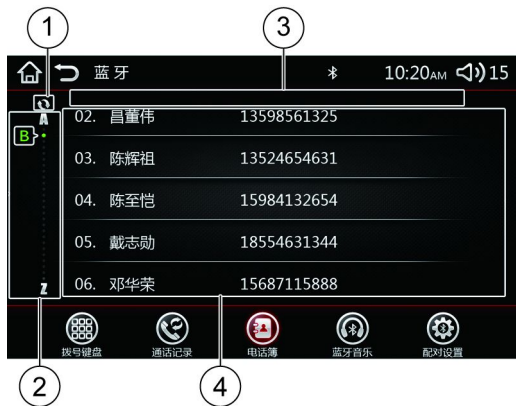 1
3
蓝牙
10:20AM
15
A
B
Z
02. 昌董伟 13598561325
03. 陈辉祖 13524654631
04. 陈至恺 15984132654
05. 戴志勋 18554631344
06. 邓华荣 15687115888
拨号键盘
通话记录
电话簿
蓝牙音乐
配对设置
2
4